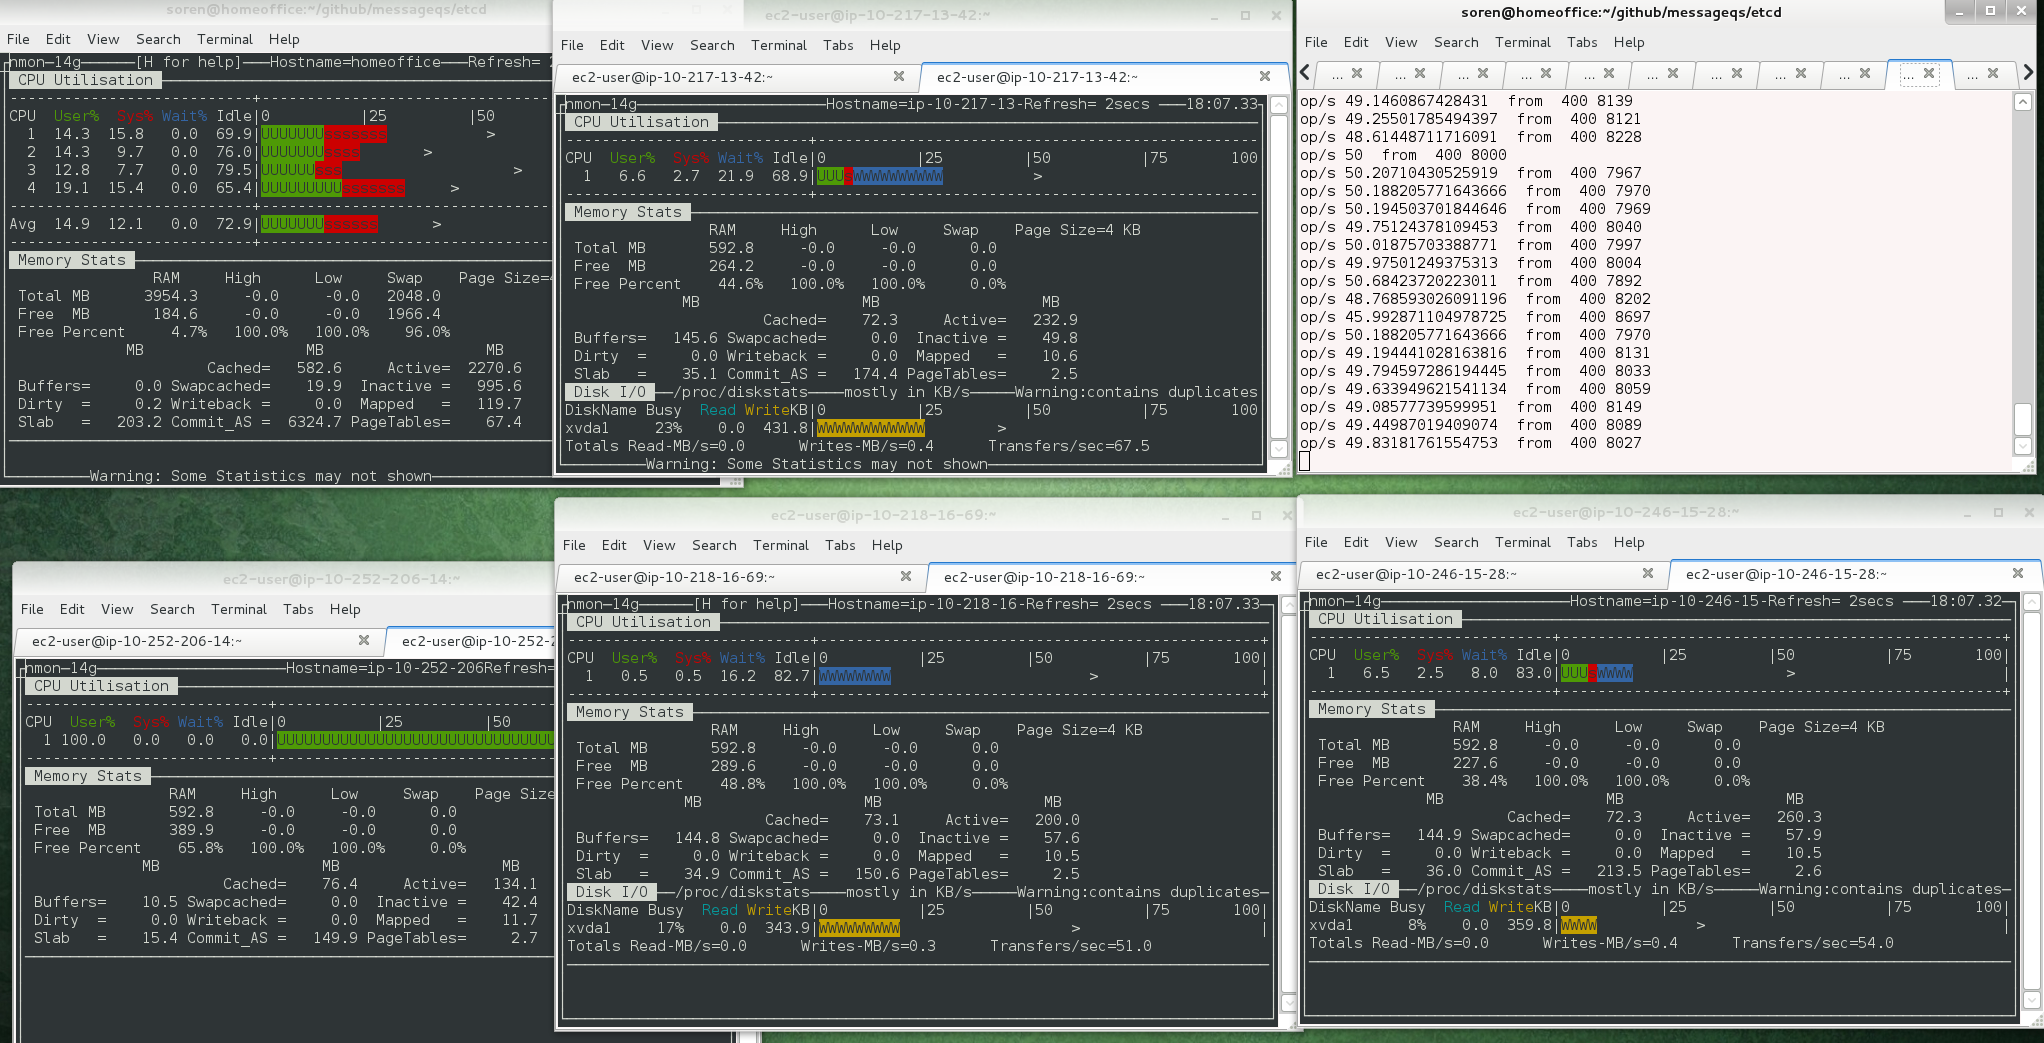 soren@homeoffice:~/github/messageqs/etcd
File Edit View Search Terminal Help
nmon-14g [H for help] Hostname=homeoffice Refresh= 2
CPU Utilisation
CPU User% Sys% Wait% Idle|0 |25 |50
1 14.3 15.8 0.0 69.9|UUUUUUUsssssss >
2 14.3 9.7 0.0 76.0|UUUUUUUssss >
3 12.8 7.7 0.0 79.5|UUUUUUsss >
4 19.1 15.4 0.0 65.4|UUUUUUUUUsssssss >
Avg 14.9 12.1 0.0 72.9|UUUUUUUssssss >
Memory Stats
RAM High Low Swap Page Size=4
Total MB 3954.3 -0.0 -0.0 2048.0
Free MB 184.6 -0.0 -0.0 1966.4
Free Percent 4.7% 100.0% 100.0% 96.0%
MB MB MB
Cached= 582.6 Active= 2270.6
Buffers= 0.0 Swapcached= 19.9 Inactive = 995.6
Dirty = 0.2 Writeback = 0.0 Mapped = 119.7
Slab = 203.2 Commit_AS = 6324.7 PageTables= 67.4
Warning: Some Statistics may not shown
ec2-user@ip-10-217-13-42:~
File Edit View Search Terminal Tabs Help
ec2-user@ip-10-217-13-42:~ ec2-user@ip-10-217-13-42:~
nmon-14g Hostname=ip-10-217-13-Refresh= 2secs 18:07.33
CPU Utilisation
CPU User% Sys% Wait% Idle|0 |25 |50 |75 100
1 6.6 2.7 21.9 68.9|UUUsWWWWWWWWWW >
Memory Stats
RAM High Low Swap Page Size=4 KB
Total MB 592.8 -0.0 -0.0 0.0
Free MB 264.2 -0.0 -0.0 0.0
Free Percent 44.6% 100.0% 100.0% 0.0%
MB MB MB
Cached= 72.3 Active= 232.9
Buffers= 145.6 Swapcached= 0.0 Inactive = 49.8
Dirty = 0.0 Writeback = 0.0 Mapped = 10.6
Slab = 35.1 Commit_AS = 174.4 PageTables= 2.5
Disk I/O /proc/diskstats mostly in KB/s Warning:contains duplicates
DiskName Busy Read WriteKB|0 |25 |50 |75 100
xvda1 23% 0.0 431.8|WWWWWWWWWWWW >
Totals Read-MB/s=0.0 Writes-MB/s=0.4 Transfers/sec=67.5
Warning: Some Statistics may not shown
soren@homeoffice:~/github/messageqs/etcd
File Edit View Search Terminal Tabs Help
... ... ... ... ... ... ... ... ... ... ...
op/s 49.1460867428431 from 400 8139
op/s 49.25501785494397 from 400 8121
op/s 48.61448711716091 from 400 8228
op/s 50 from 400 8000
op/s 50.20710430525919 from 400 7967
op/s 50.188205771643666 from 400 7970
op/s 50.194503701844646 from 400 7969
op/s 49.75124378109453 from 400 8040
op/s 50.01875703388771 from 400 7997
op/s 49.97501249375313 from 400 8004
op/s 50.68423720223011 from 400 7892
op/s 48.768593026091196 from 400 8202
op/s 45.992871104978725 from 400 8697
op/s 50.188205771643666 from 400 7970
op/s 49.194441028163816 from 400 8131
op/s 49.794597286194445 from 400 8033
op/s 49.633949621541134 from 400 8059
op/s 49.08577739599951 from 400 8149
op/s 49.44987019409074 from 400 8089
op/s 49.83181761554753 from 400 8027
ec2-user@ip-10-252-206-14:~
File Edit View Search Terminal Tabs Help
ec2-user@ip-10-252-206-14:~ ec2-user@ip-10-252-2
nmon-14g Hostname=ip-10-252-206Refresh=
CPU Utilisation
CPU User% Sys% Wait% Idle|0 |25 |50
1 100.0 0.0 0.0 0.0|UUUUUUUUUUUUUUUUUUUUUUUUUUUUUUU
Memory Stats
RAM High Low Swap Page Size
Total MB 592.8 -0.0 -0.0 0.0
Free MB 389.9 -0.0 -0.0 0.0
Free Percent 65.8% 100.0% 100.0% 0.0%
MB MB MB
Cached= 76.4 Active= 134.1
Buffers= 10.5 Swapcached= 0.0 Inactive = 42.4
Dirty = 0.0 Writeback = 0.0 Mapped = 11.7
Slab = 15.4 Commit_AS = 149.9 PageTables= 2.7
ec2-user@ip-10-218-16-69:~
File Edit View Search Terminal Tabs Help
ec2-user@ip-10-218-16-69:~ ec2-user@ip-10-218-16-69:~
nmon-14g [H for help] Hostname=ip-10-218-16-Refresh= 2secs 18:07.33
CPU Utilisation
CPU User% Sys% Wait% Idle|0 |25 |50 |75 100|
1 0.5 0.5 16.2 82.7|WWWWWWWW > |
Memory Stats
RAM High Low Swap Page Size=4 KB
Total MB 592.8 -0.0 -0.0 0.0
Free MB 289.6 -0.0 -0.0 0.0
Free Percent 48.8% 100.0% 100.0% 0.0%
MB MB MB
Cached= 73.1 Active= 200.0
Buffers= 144.8 Swapcached= 0.0 Inactive = 57.6
Dirty = 0.0 Writeback = 0.0 Mapped = 10.5
Slab = 34.9 Commit_AS = 150.6 PageTables= 2.5
Disk I/O /proc/diskstats mostly in KB/s Warning:contains duplicates
DiskName Busy Read WriteKB|0 |25 |50 |75 100|
xvda1 17% 0.0 343.9|WWWWWWWWW > |
Totals Read-MB/s=0.0 Writes-MB/s=0.3 Transfers/sec=51.0
ec2-user@ip-10-246-15-28:~
File Edit View Search Terminal Tabs Help
ec2-user@ip-10-246-15-28:~ ec2-user@ip-10-246-15-28:~
nmon-14g Hostname=ip-10-246-15-Refresh= 2secs 18:07.32
CPU Utilisation
CPU User% Sys% Wait% Idle|0 |25 |50 |75 100|
1 6.5 2.5 8.0 83.0|UUUsWWWW > |
Memory Stats
RAM High Low Swap Page Size=4 KB
Total MB 592.8 -0.0 -0.0 0.0
Free MB 227.6 -0.0 -0.0 0.0
Free Percent 38.4% 100.0% 100.0% 0.0%
MB MB MB
Cached= 72.3 Active= 260.3
Buffers= 144.9 Swapcached= 0.0 Inactive = 57.9
Dirty = 0.0 Writeback = 0.0 Mapped = 10.5
Slab = 36.0 Commit_AS = 213.5 PageTables= 2.6
Disk I/O /proc/diskstats mostly in KB/s Warning:contains duplicates
DiskName Busy Read WriteKB|0 |25 |50 |75 100|
xvda1 8% 0.0 359.8|WWWW > |
Totals Read-MB/s=0.0 Writes-MB/s=0.4 Transfers/sec=54.0